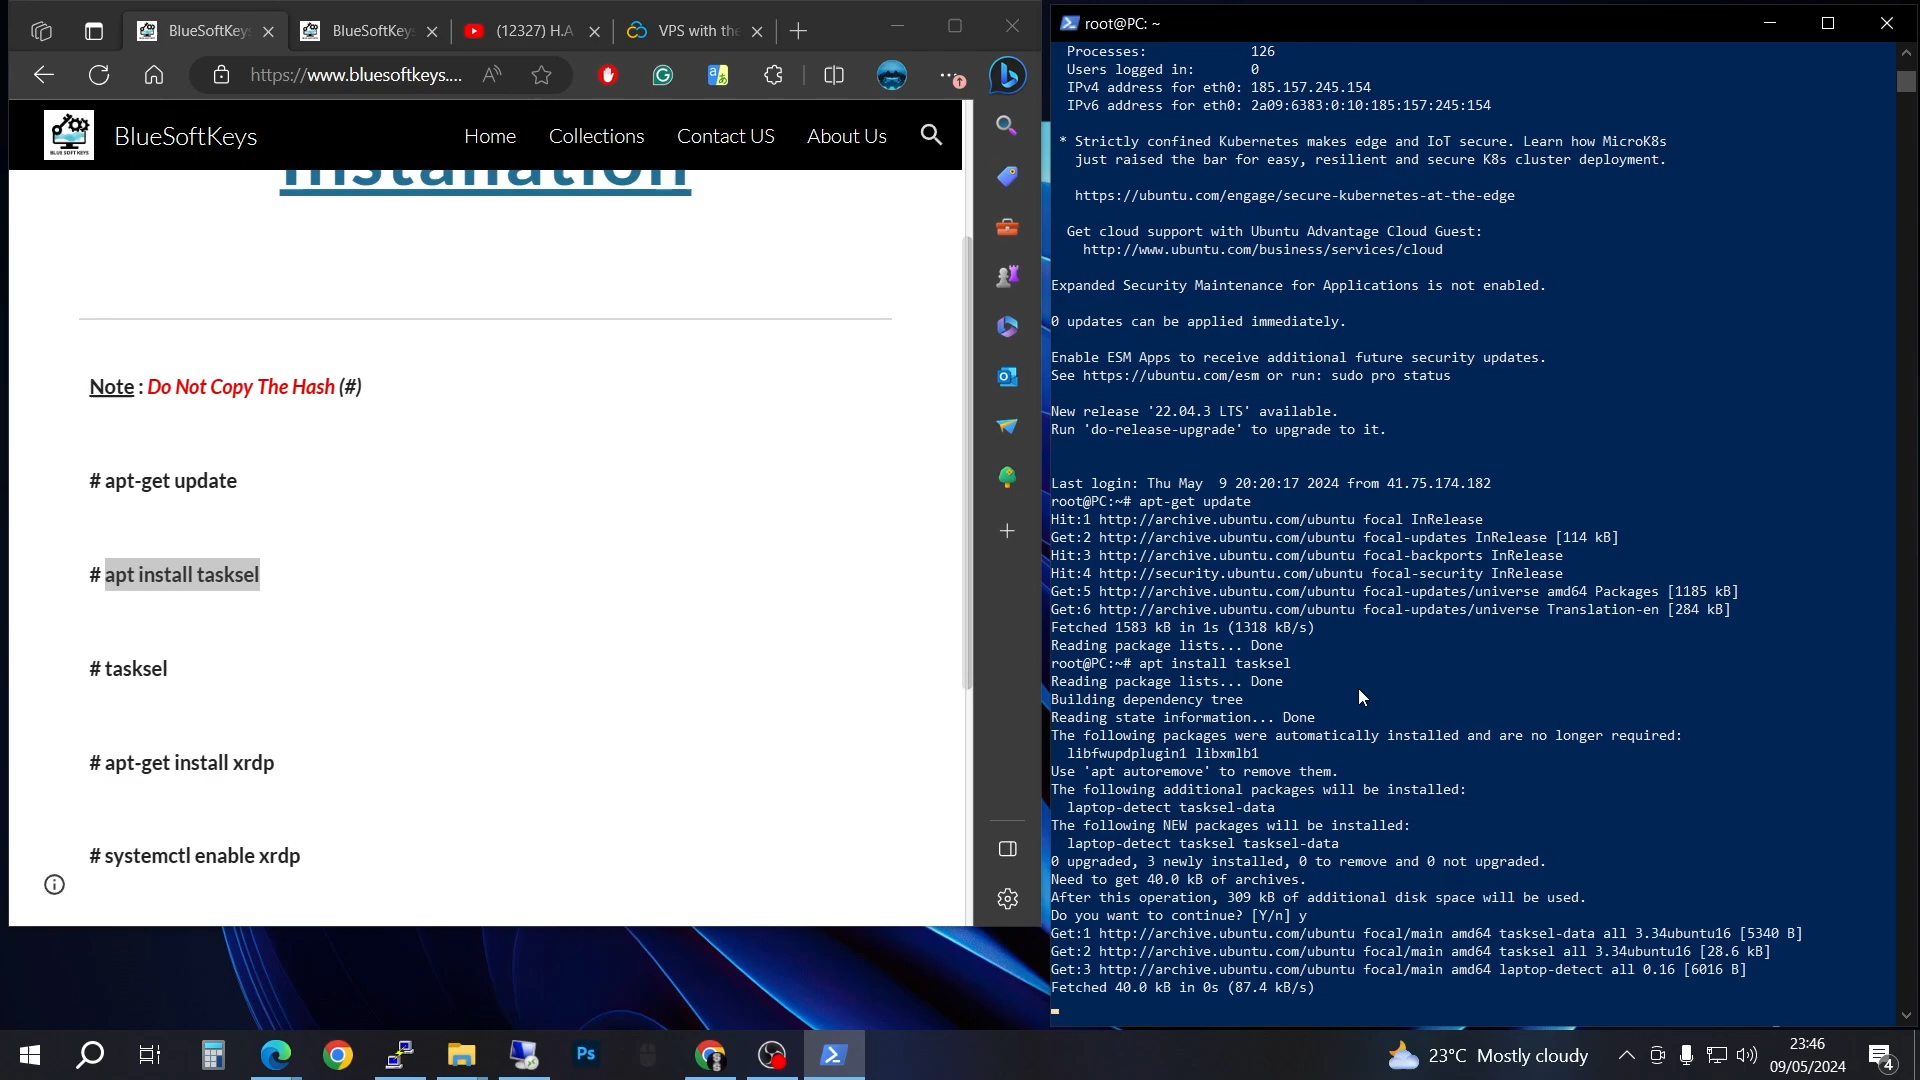 BlueSoftKeys
BlueSoftKeys
(12327) H.A
VPS with the
https://www.bluesoftkeys....
BLUE SOFT KEYS
BlueSoftKeys
Home
Collections
Contact US
About Us
Installation
Note : Do Not Copy The Hash (#)
# apt-get update
# apt install tasksel
# tasksel
# apt-get install xrdp
# systemctl enable xrdp
root@PC: ~
Processes: 126
Users logged in: 0
IPv4 address for eth0: 185.157.245.154
IPv6 address for eth0: 2a09:6383:0:10:185:157:245:154
* Strictly confined Kubernetes makes edge and IoT secure. Learn how MicroK8s
just raised the bar for easy, resilient and secure K8s cluster deployment.
https://ubuntu.com/engage/secure-kubernetes-at-the-edge
Get cloud support with Ubuntu Advantage Cloud Guest:
http://www.ubuntu.com/business/services/cloud
Expanded Security Maintenance for Applications is not enabled.
0 updates can be applied immediately.
Enable ESM Apps to receive additional future security updates.
See https://ubuntu.com/esm or run: sudo pro status
New release '22.04.3 LTS' available.
Run 'do-release-upgrade' to upgrade to it.
Last login: Thu May  9 20:20:17 2024 from 41.75.174.182
root@PC:~# apt-get update
Hit:1 http://archive.ubuntu.com/ubuntu focal InRelease
Get:2 http://archive.ubuntu.com/ubuntu focal-updates InRelease [114 kB]
Hit:3 http://archive.ubuntu.com/ubuntu focal-backports InRelease
Hit:4 http://security.ubuntu.com/ubuntu focal-security InRelease
Get:5 http://archive.ubuntu.com/ubuntu focal-updates/universe amd64 Packages [1185 kB]
Get:6 http://archive.ubuntu.com/ubuntu focal-updates/universe Translation-en [284 kB]
Fetched 1583 kB in 1s (1318 kB/s)
Reading package lists... Done
root@PC:~# apt install tasksel
Reading package lists... Done
Building dependency tree
Reading state information... Done
The following packages were automatically installed and are no longer required:
libfwupdplugin1 libxmlb1
Use 'apt autoremove' to remove them.
The following additional packages will be installed:
laptop-detect tasksel-data
The following NEW packages will be installed:
laptop-detect tasksel tasksel-data
0 upgraded, 3 newly installed, 0 to remove and 0 not upgraded.
Need to get 40.0 kB of archives.
After this operation, 309 kB of additional disk space will be used.
Do you want to continue? [Y/n] y
Get:1 http://archive.ubuntu.com/ubuntu focal/main amd64 tasksel-data all 3.34ubuntu16 [5340 B]
Get:2 http://archive.ubuntu.com/ubuntu focal/main amd64 tasksel all 3.34ubuntu16 [28.6 kB]
Get:3 http://archive.ubuntu.com/ubuntu focal/main amd64 laptop-detect all 0.16 [6016 B]
Fetched 40.0 kB in 0s (87.4 kB/s)
Ps
23°C Mostly cloudy
23:46
09/05/2024
4